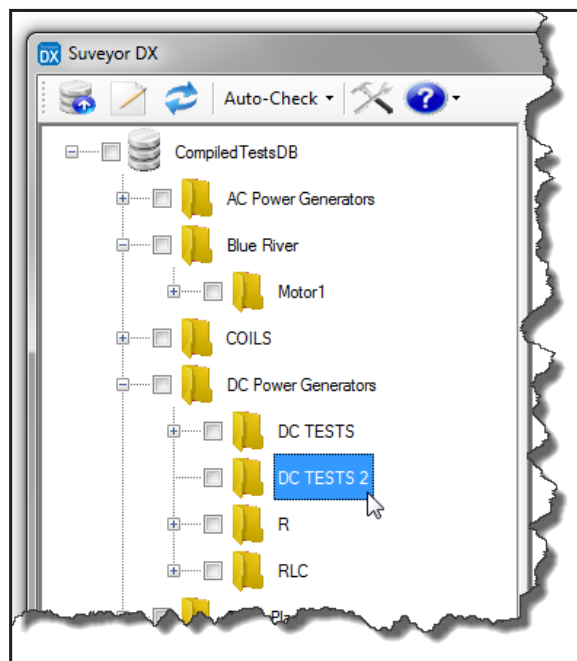 DX Suveyor DX
Auto-Check
CompiledTestsDB
AC Power Generators
Blue River
Motor1
COILS
DC Power Generators
DC TESTS
DC TESTS 2
R
RLC